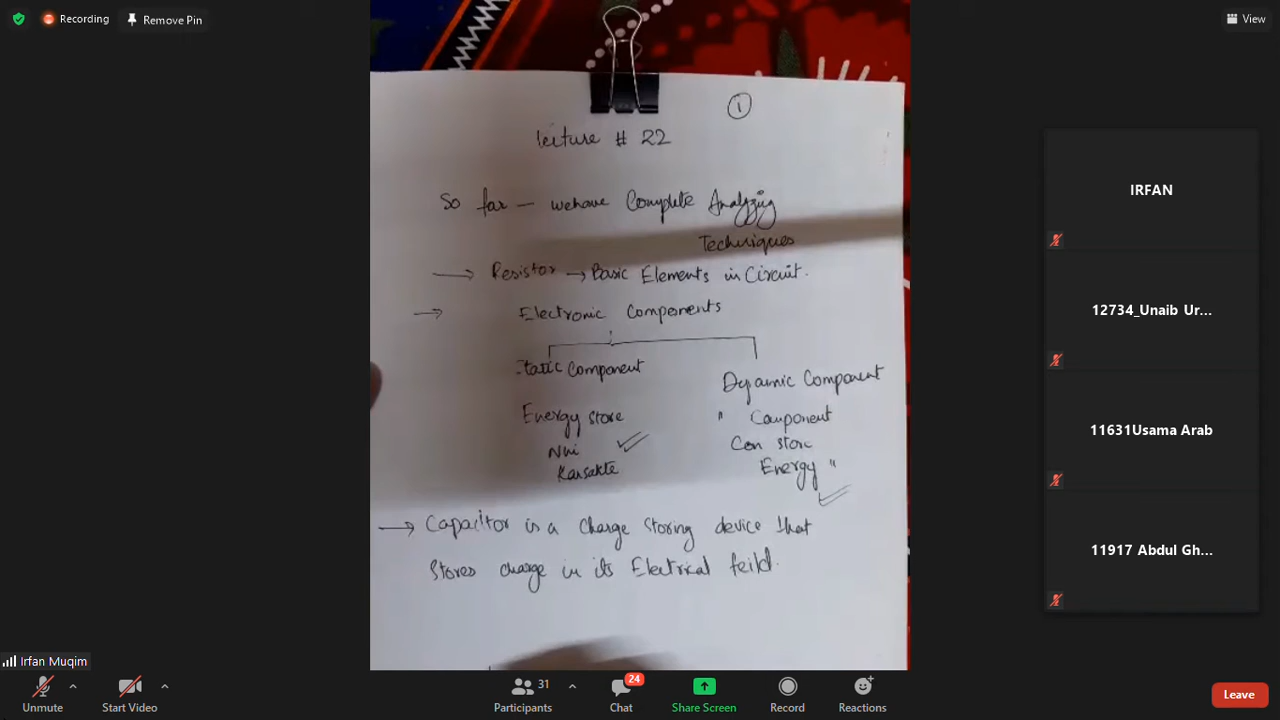 Recording
Remove Pin
View
①
lecture # 22
So far — we have Complete Analyzing
Techniques
→ Resistor → Basic Elements in Circuit.
→ Electronic Components
Static Component
Dynamic Component
Energy store
" Component
Nhi
Can store
Karsakte
Energy "
→ Capacitor is a charge storing device that
stores charge in its Electrical feild.
IRFAN
12734_Unaib Ur...
11631Usama Arab
11917 Abdul Gh...
Irfan Muqim
Unmute
Start Video
31
Participants
24
Chat
Share Screen
Record
Reactions
Leave